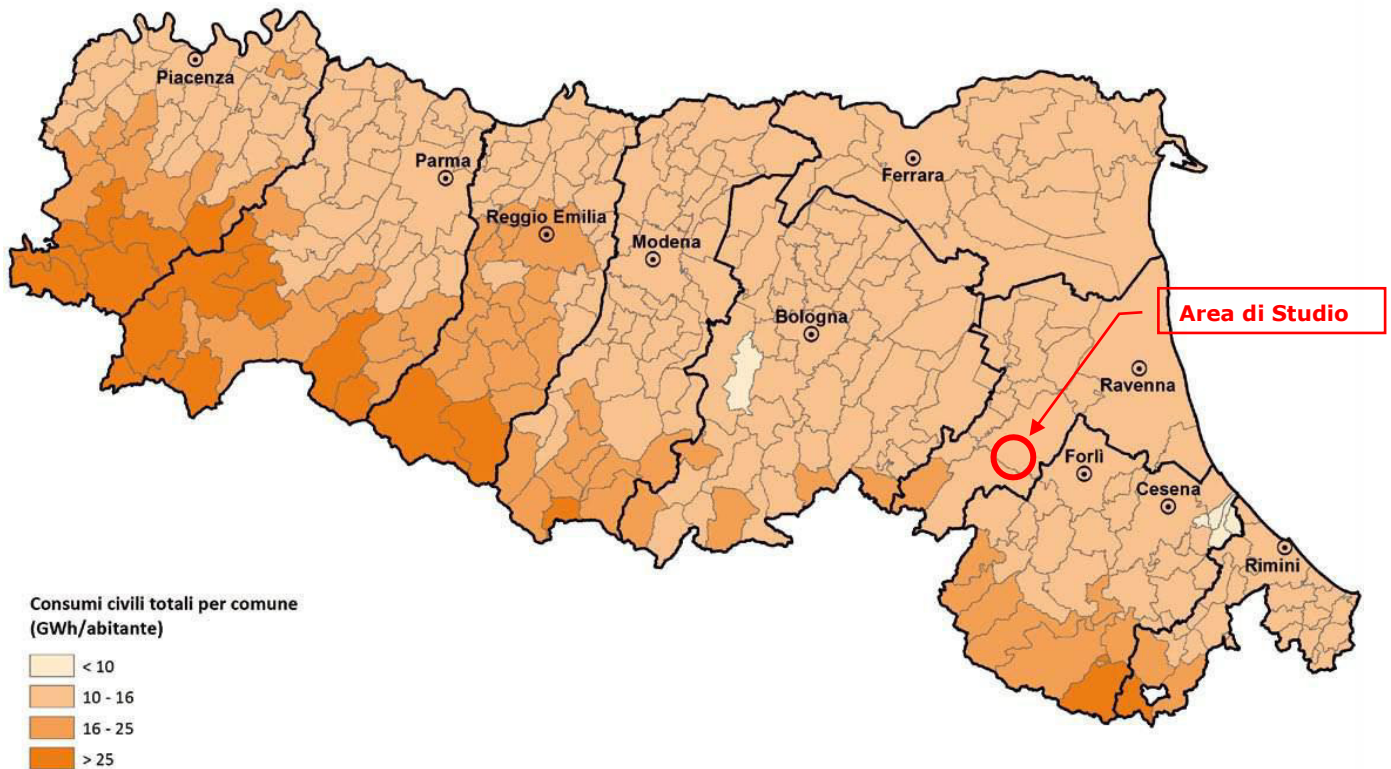 Piacenza
Parma
Reggio Emilia
Modena
Ferrara
Bologna
Area di Studio
Ravenna
Forlì
Cesena
Rimini
Consumi civili totali per comune
(GWh/abitante)
< 10
10 - 16
16 - 25
> 25